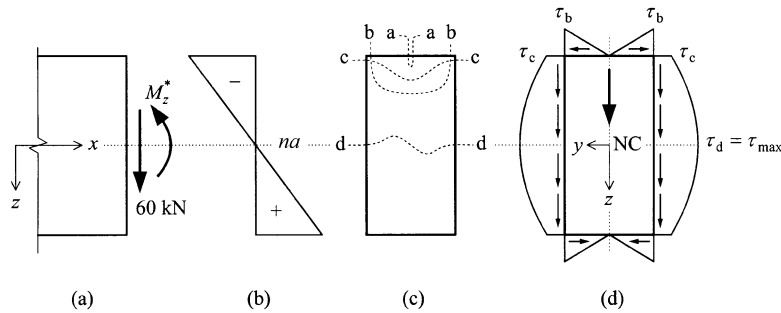 b a b
c c
τb τb
τc τc
M*z
−
x
na
d d
y NC
τd = τmax
z
z
60 kN
+
(a) (b) (c) (d)